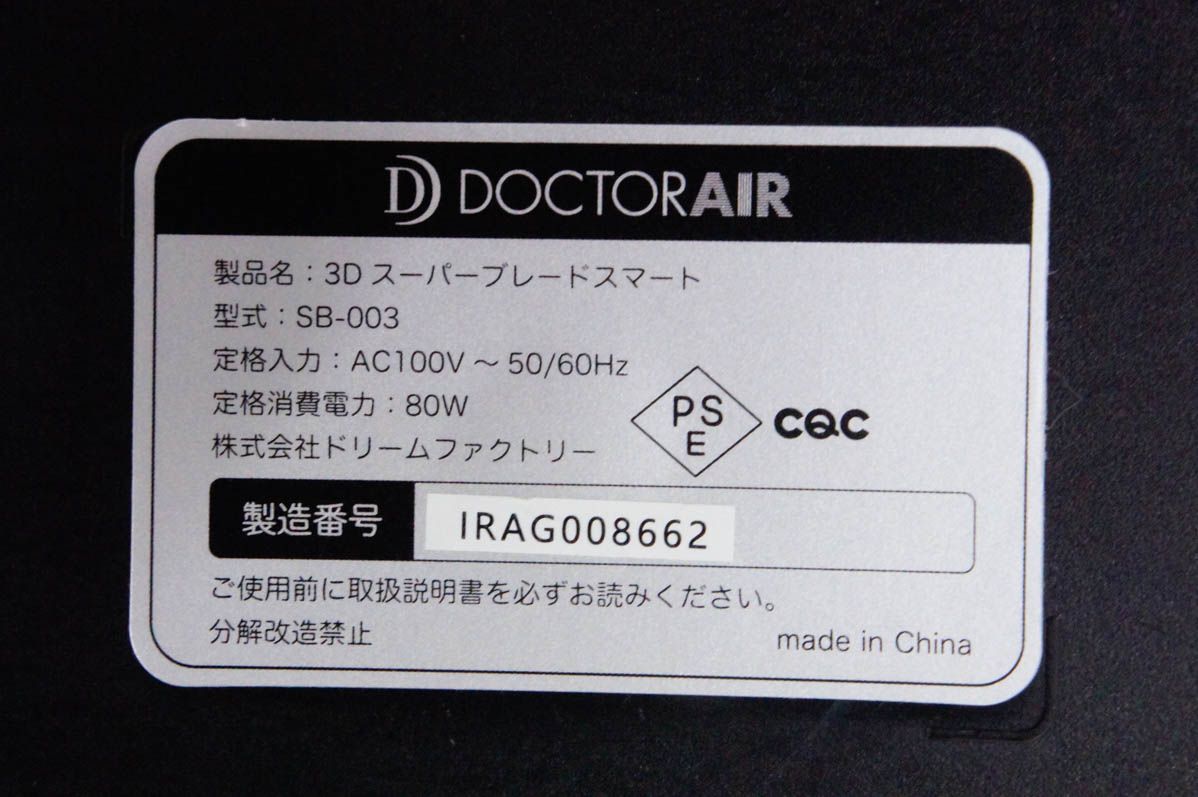 D DOCTORAIR
製品名：3D スーパーブレードスマート
型式：SB-003
定格入力：AC100V ～ 50/60Hz
定格消費電力：80W
株式会社ドリームファクトリー
PS
E
CQC
製造番号 IRAG008662
ご使用前に取扱説明書を必ずお読みください。
分解改造禁止
made in China